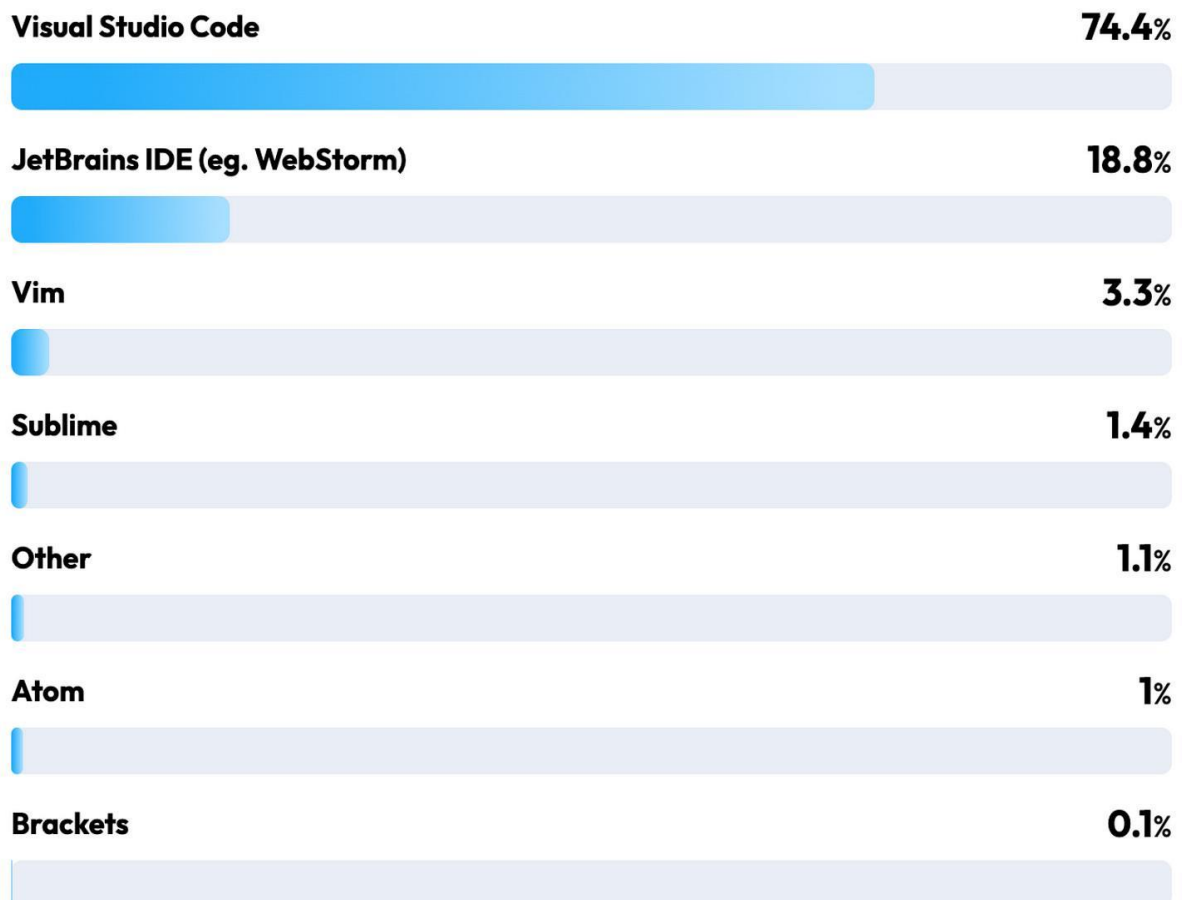 Visual Studio Code 74.4%
JetBrains IDE (eg. WebStorm) 18.8%
Vim 3.3%
Sublime 1.4%
Other 1.1%
Atom 1%
Brackets 0.1%